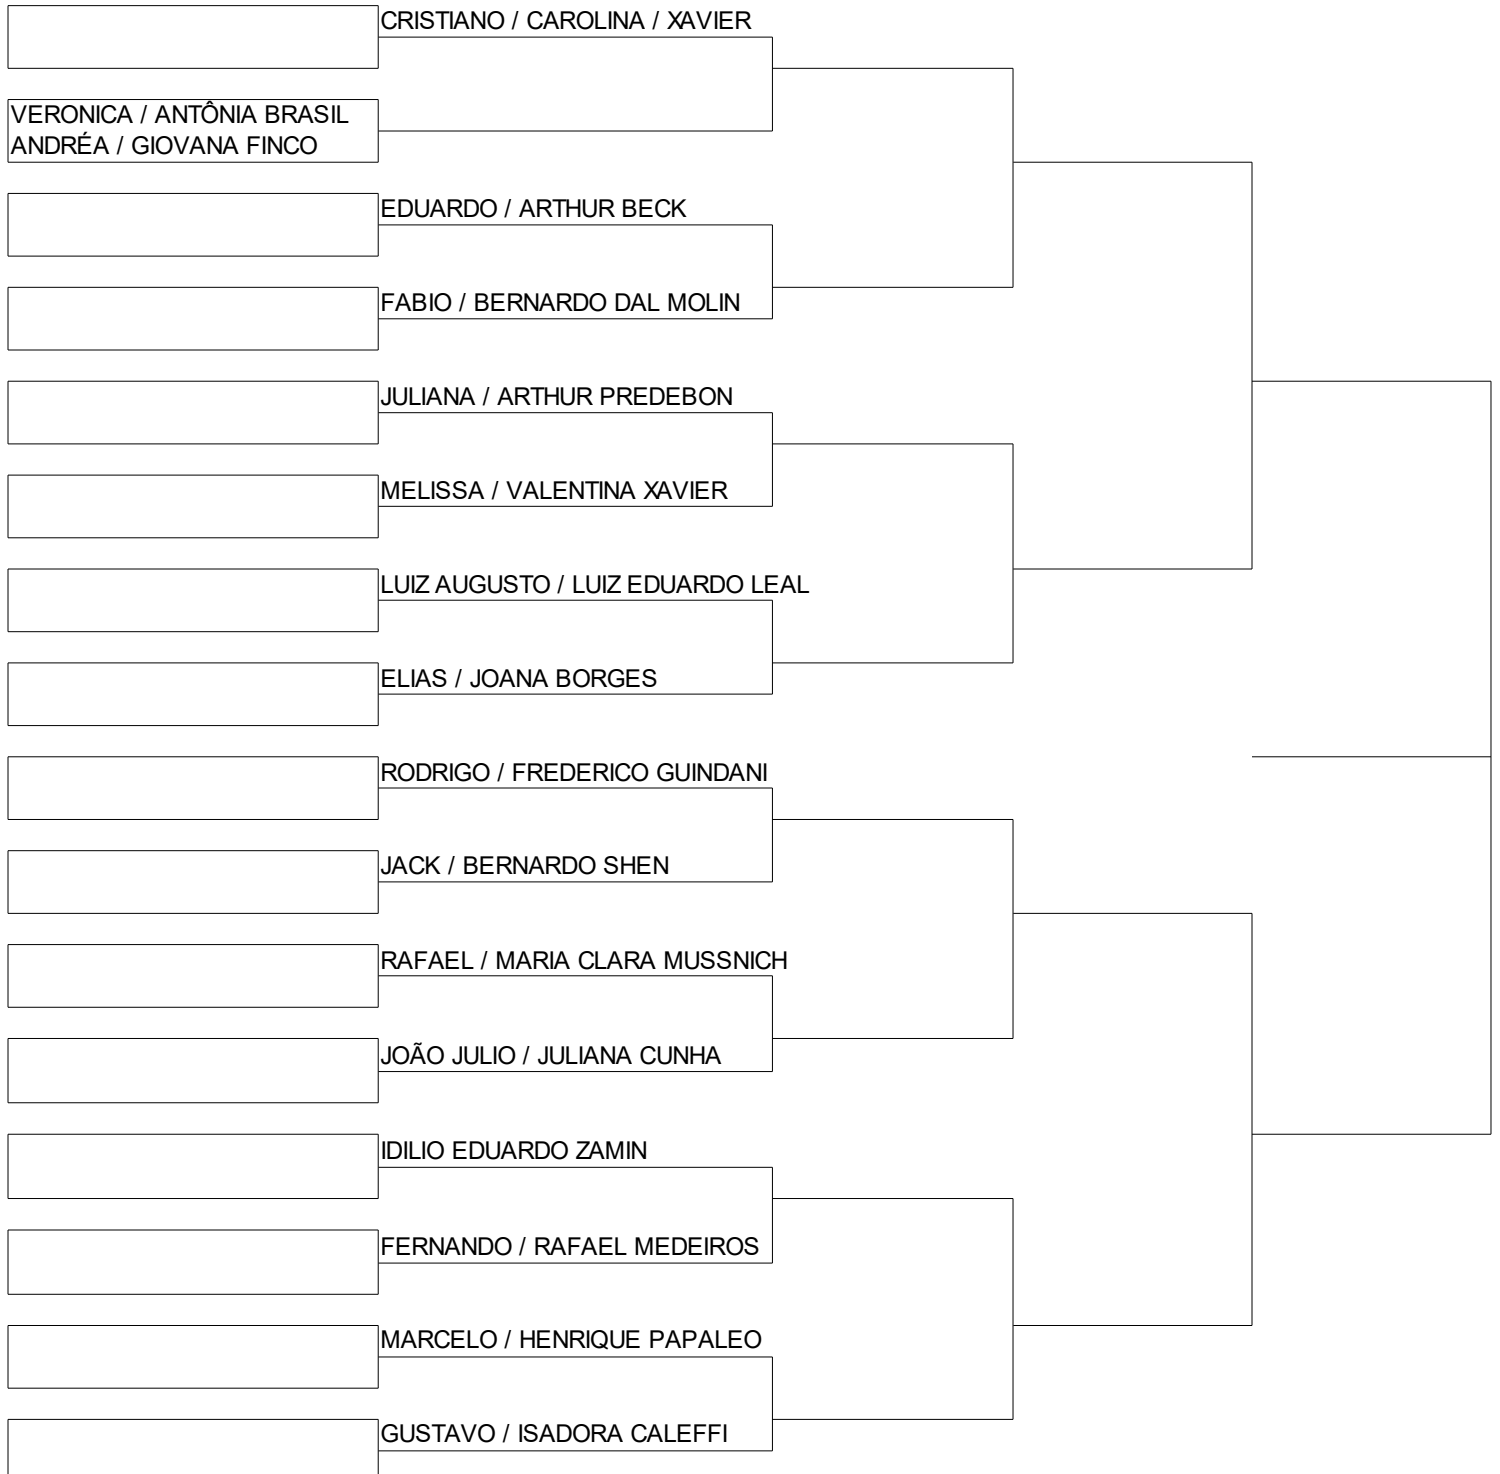 CRISTIANO / CAROLINA / XAVIER
VERONICA / ANTÔNIA BRASIL
ANDRÉA / GIOVANA FINCO
EDUARDO / ARTHUR BECK
FABIO / BERNARDO DAL MOLIN
JULIANA / ARTHUR PREDEBON
MELISSA / VALENTINA XAVIER
LUIZ AUGUSTO / LUIZ EDUARDO LEAL
ELIAS / JOANA BORGES
RODRIGO / FREDERICO GUINDANI
JACK / BERNARDO SHEN
RAFAEL / MARIA CLARA MUSSNICH
JOÃO JULIO / JULIANA CUNHA
IDILIO EDUARDO ZAMIN
FERNANDO / RAFAEL MEDEIROS
MARCELO / HENRIQUE PAPALEO
GUSTAVO / ISADORA CALEFFI